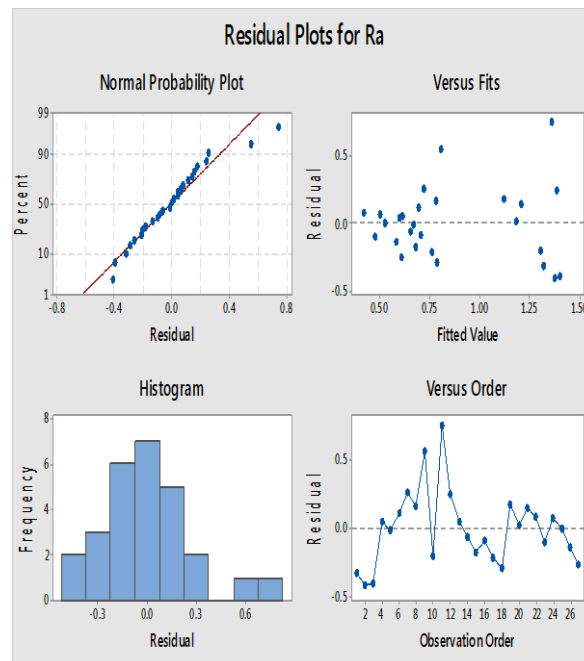 Residual Plots for Ra
Normal Probability Plot
99
90
50
10
1
Percent
-0.8 -0.4 0.0 0.4 0.8
Residual
Versus Fits
0.5
0.0
-0.5
Residual
0.50 0.75 1.00 1.25 1.50
Fitted Value
Histogram
8
6
4
2
0
Frequency
-0.3 0.0 0.3 0.6
Residual
Versus Order
0.5
0.0
-0.5
Residual
2 4 6 8 10 12 14 16 18 20 22 24 26
Observation Order